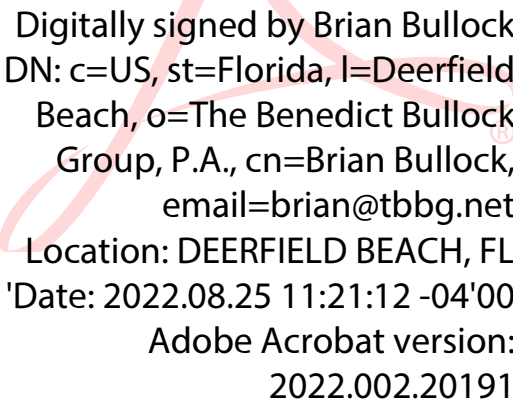 Digitally signed by Brian Bullock
DN: c=US, st=Florida, l=Deerfield
Beach, o=The Benedict Bullock
Group, P.A., cn=Brian Bullock,
email=brian@tbbg.net
Location: DEERFIELD BEACH, FL
'Date: 2022.08.25 11:21:12 -04'00
Adobe Acrobat version:
2022.002.20191
®